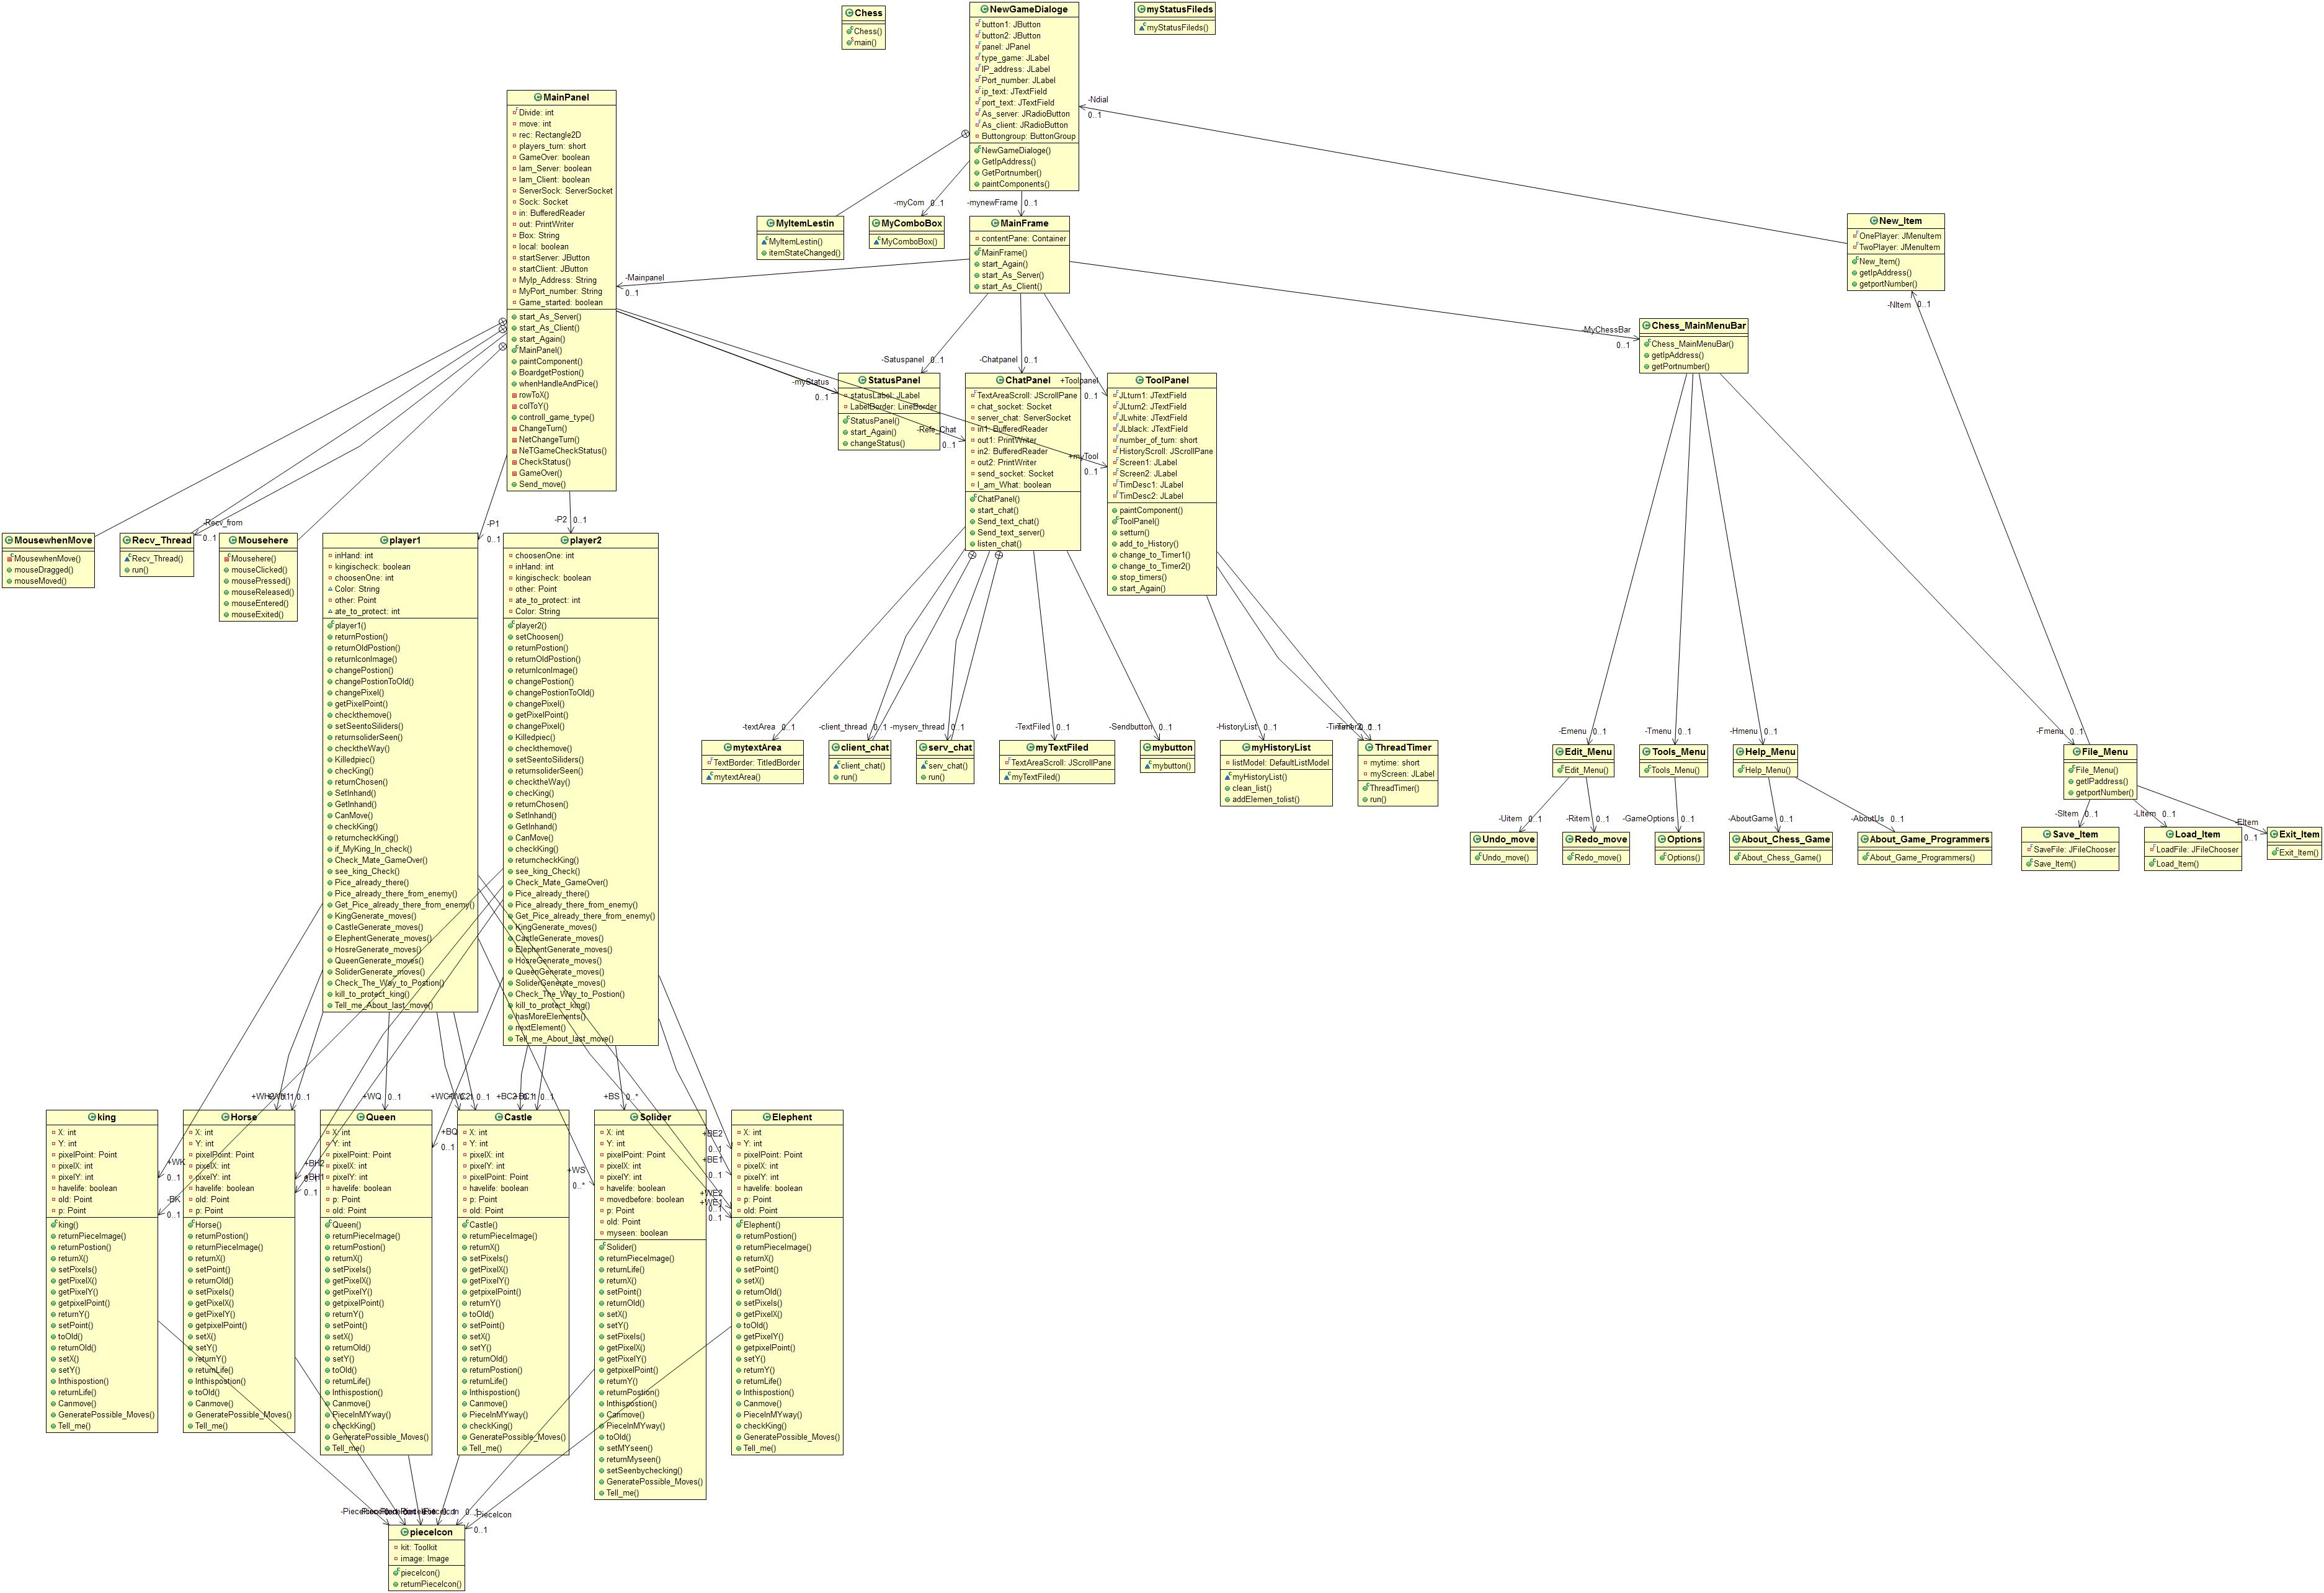 Chess
Chess()
main()
NewGameDialoge
button1: JButton
button2: JButton
panel: JPanel
type_game: JLabel
IP_address: JLabel
Port_number: JLabel
ip_text: JTextField
port_text: JTextField
As_server: JRadioButton
As_client: JRadioButton
Buttongroup: ButtonGroup
NewGameDialoge()
GetIpAddress()
GetPortnumber()
paintComponents()
myStatusFileds
myStatusFileds()
MainPanel
Divide: int
move: int
rec: Rectangle2D
players_turn: short
GameOver: boolean
Iam_Server: boolean
Iam_Client: boolean
ServerSock: ServerSocket
Sock: Socket
in: BufferedReader
out: PrintWriter
Box: String
local: boolean
startServer: JButton
startClient: JButton
MyIp_Address: String
MyPort_number: String
Game_started: boolean
start_As_Server()
start_As_Client()
start_Again()
MainPanel()
paintComponent()
BoardgetPostion()
whenHandleAndPice()
rowToX()
colToY()
controll_game_type()
ChangeTurn()
NetChangeTurn()
NeTGameCheckStatus()
CheckStatus()
GameOver()
Send_move()
-Ndial
0..1
-myCom 0..1
-mynewFrame 0..1
MyItemLestin
MyItemLestin()
itemStateChanged()
MyComboBox
MyComboBox()
MainFrame
contentPane: Container
MainFrame()
start_Again()
start_As_Server()
start_As_Client()
New_Item
OnePlayer: JMenuItem
TwoPlayer: JMenuItem
New_Item()
getIpAddress()
getportNumber()
-Mainpanel
0..1
-NItem 0..1
-MyChessBar
0..1
Chess_MainMenuBar
Chess_MainMenuBar()
getIpAddress()
getPortnumber()
-Satuspanel 0..1
-Chatpanel 0..1
+Toolpanel
0..1
-myStatus
0..1
StatusPanel
statusLabel: JLabel
LabelBorder: LineBorder
StatusPanel()
start_Again()
changeStatus()
-Refe_Chat
0..1
ChatPanel
TextAreaScroll: JScrollPane
chat_socket: Socket
server_chat: ServerSocket
in1: BufferedReader
out1: PrintWriter
in2: BufferedReader
out2: PrintWriter
send_socket: Socket
I_am_What: boolean
ChatPanel()
start_chat()
Send_text_chat()
Send_text_server()
listen_chat()
+myTool
0..1
ToolPanel
JLturn1: JTextField
JLturn2: JTextField
JLwhite: JTextField
JLblack: JTextField
number_of_turn: short
HistoryScroll: JScrollPane
Screen1: JLabel
Screen2: JLabel
TimDesc1: JLabel
TimDesc2: JLabel
paintComponent()
ToolPanel()
setturn()
add_to_History()
change_to_Timer1()
change_to_Timer2()
stop_timers()
start_Again()
-Recv_from
0..1
-P1
0..1
-P2 0..1
MousewhenMove
MousewhenMove()
mouseDragged()
mouseMoved()
Recv_Thread
Recv_Thread()
run()
Mousehere
Mousehere()
mouseClicked()
mousePressed()
mouseReleased()
mouseEntered()
mouseExited()
player1
inHand: int
kingischeck: boolean
choosenOne: int
Color: String
other: Point
ate_to_protect: int
player1()
returnPostion()
returnOldPostion()
returnIconImage()
changePostion()
changePostionToOld()
changePixel()
getPixelPoint()
checkthemove()
setSeentoSiliders()
returnsoliderSeen()
checktheWay()
Killedpiec()
checKing()
returnChosen()
SetInhand()
GetInhand()
CanMove()
checkKing()
returncheckKing()
if_MyKing_In_check()
Check_Mate_GameOver()
see_king_Check()
Pice_already_there()
Pice_already_there_from_enemy()
Get_Pice_already_there_from_enemy()
KingGenerate_moves()
CastleGenerate_moves()
ElephentGenerate_moves()
HosreGenerate_moves()
QueenGenerate_moves()
SoliderGenerate_moves()
Check_The_Way_to_Postion()
kill_to_protect_king()
Tell_me_About_last_move()
player2
choosenOne: int
inHand: int
kingischeck: boolean
other: Point
ate_to_protect: int
Color: String
player2()
setChoosen()
returnPostion()
returnOldPostion()
returnIconImage()
changePostion()
changePostionToOld()
changePixel()
getPixelPoint()
changePixel()
Killedpiec()
checkthemove()
setSeentoSiliders()
returnsoliderSeen()
checktheWay()
checKing()
returnChosen()
SetInhand()
GetInhand()
CanMove()
checkKing()
returncheckKing()
see_king_Check()
Check_Mate_GameOver()
Pice_already_there()
Pice_already_there_from_enemy()
Get_Pice_already_there_from_enemy()
KingGenerate_moves()
CastleGenerate_moves()
ElephentGenerate_moves()
HosreGenerate_moves()
QueenGenerate_moves()
SoliderGenerate_moves()
Check_The_Way_to_Postion()
kill_to_protect_king()
hasMoreElements()
nextElement()
Tell_me_About_last_move()
-textArea 0..1
-client_thread 0..1
-myserv_thread 0..1
-TextFiled 0..1
-Sendbutton 0..1
-HistoryList 0..1
mytextArea
TextBorder: TitledBorder
mytextArea()
client_chat
client_chat()
run()
serv_chat
serv_chat()
run()
myTextFiled
TextAreaScroll: JScrollPane
myTextFiled()
mybutton
mybutton()
myHistoryList
listModel: DefaultListModel
myHistoryList()
clean_list()
addElemen_tolist()
ThreadTimer
mytime: short
myScreen: JLabel
ThreadTimer()
run()
-Emenu 0..1
-Tmenu 0..1
-Hmenu 0..1
-Fmenu 0..1
Edit_Menu
Edit_Menu()
Tools_Menu
Tools_Menu()
Help_Menu
Help_Menu()
File_Menu
File_Menu()
getIPaddress()
getportNumber()
-Uitem 0..1
-Ritem 0..1
-GameOptions 0..1
-AboutGame 0..1
-AboutUs 0..1
-SItem 0..1
-LItem 0..1
-EItem
0..1
Undo_move
Undo_move()
Redo_move
Redo_move()
Options
Options()
About_Chess_Game
About_Chess_Game()
About_Game_Programmers
About_Game_Programmers()
Save_Item
SaveFile: JFileChooser
Save_Item()
Load_Item
LoadFile: JFileChooser
Load_Item()
Exit_Item
Exit_Item()
+WQ 0..1
+BS 0..*
+BQ
0..1
+WK
0..1
-BK
0..1
+BH2
+BH1
0..1
+WS
0..*
+BE2
0..1
+BE1
0..1
+WE2
+WE1
0..1
king
X: int
Y: int
pixelPoint: Point
pixelX: int
pixelY: int
havelife: boolean
old: Point
p: Point
king()
returnPieceImage()
returnPostion()
returnX()
setPixels()
getPixelX()
getPixelY()
getpixelPoint()
returnY()
setPoint()
toOld()
returnOld()
setX()
setY()
Inthispostion()
returnLife()
Canmove()
GeneratePossible_Moves()
Tell_me()
Horse
X: int
Y: int
pixelPoint: Point
pixelX: int
pixelY: int
havelife: boolean
old: Point
p: Point
Horse()
returnPostion()
returnPieceImage()
returnX()
setPoint()
returnOld()
setPixels()
getPixelX()
getPixelY()
getpixelPoint()
setX()
setY()
returnY()
returnLife()
Inthispostion()
toOld()
Canmove()
GeneratePossible_Moves()
Tell_me()
Queen
X: int
Y: int
pixelPoint: Point
pixelX: int
pixelY: int
havelife: boolean
p: Point
old: Point
Queen()
returnPieceImage()
returnPostion()
returnX()
setPixels()
getPixelX()
getPixelY()
getpixelPoint()
returnY()
setPoint()
setX()
returnOld()
setY()
toOld()
returnLife()
Inthispostion()
Canmove()
PieceInMYway()
checkKing()
GeneratePossible_Moves()
Tell_me()
Castle
X: int
Y: int
pixelX: int
pixelY: int
pixelPoint: Point
havelife: boolean
p: Point
old: Point
Castle()
returnPieceImage()
returnX()
setPixels()
getPixelX()
getPixelY()
getpixelPoint()
returnY()
toOld()
setPoint()
setX()
setY()
returnOld()
returnPostion()
returnLife()
Inthispostion()
Canmove()
PieceInMYway()
checkKing()
GeneratePossible_Moves()
Tell_me()
Solider
X: int
Y: int
pixelPoint: Point
pixelX: int
pixelY: int
havelife: boolean
movedbefore: boolean
p: Point
old: Point
myseen: boolean
Solider()
returnPieceImage()
returnLife()
returnX()
setPoint()
returnOld()
setX()
setY()
setPixels()
getPixelX()
getPixelY()
getpixelPoint()
returnY()
returnPostion()
Inthispostion()
Canmove()
PieceInMYway()
toOld()
setMYseen()
returnMyseen()
setSeenbychecking()
GeneratePossible_Moves()
Tell_me()
Elephent
X: int
Y: int
pixelPoint: Point
pixelX: int
pixelY: int
havelife: boolean
p: Point
old: Point
Elephent()
returnPostion()
returnPieceImage()
returnX()
setPoint()
setX()
returnOld()
setPixels()
getPixelX()
toOld()
getPixelY()
getpixelPoint()
setY()
returnY()
returnLife()
Inthispostion()
Canmove()
PieceInMYway()
checkKing()
GeneratePossible_Moves()
Tell_me()
-PieceIcon
0..1
pieceIcon
kit: Toolkit
image: Image
pieceIcon()
returnPieceIcon()